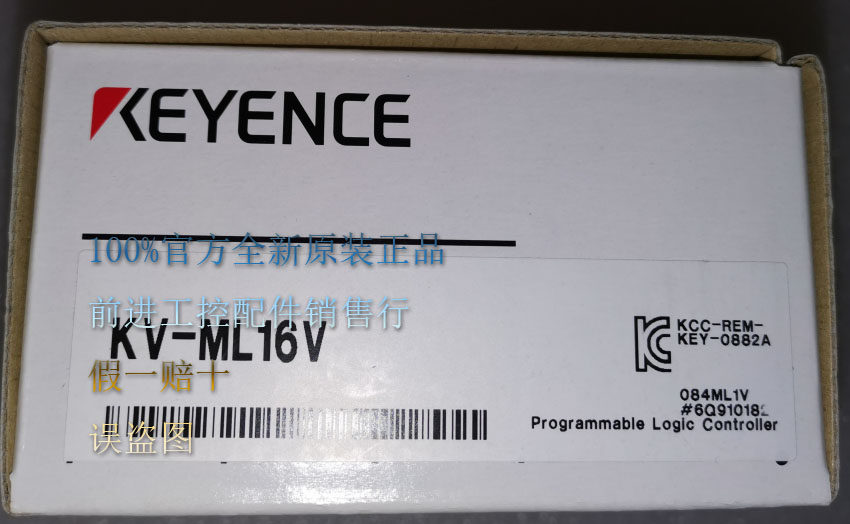 KEYENCE
100%官方全新原装正品
前进工控配件销售行
KV-ML16V
KCC-REM-
KEY-0882A
假一赔十
084ML1V
#6Q910182
误盗图
Programmable Logic Controller